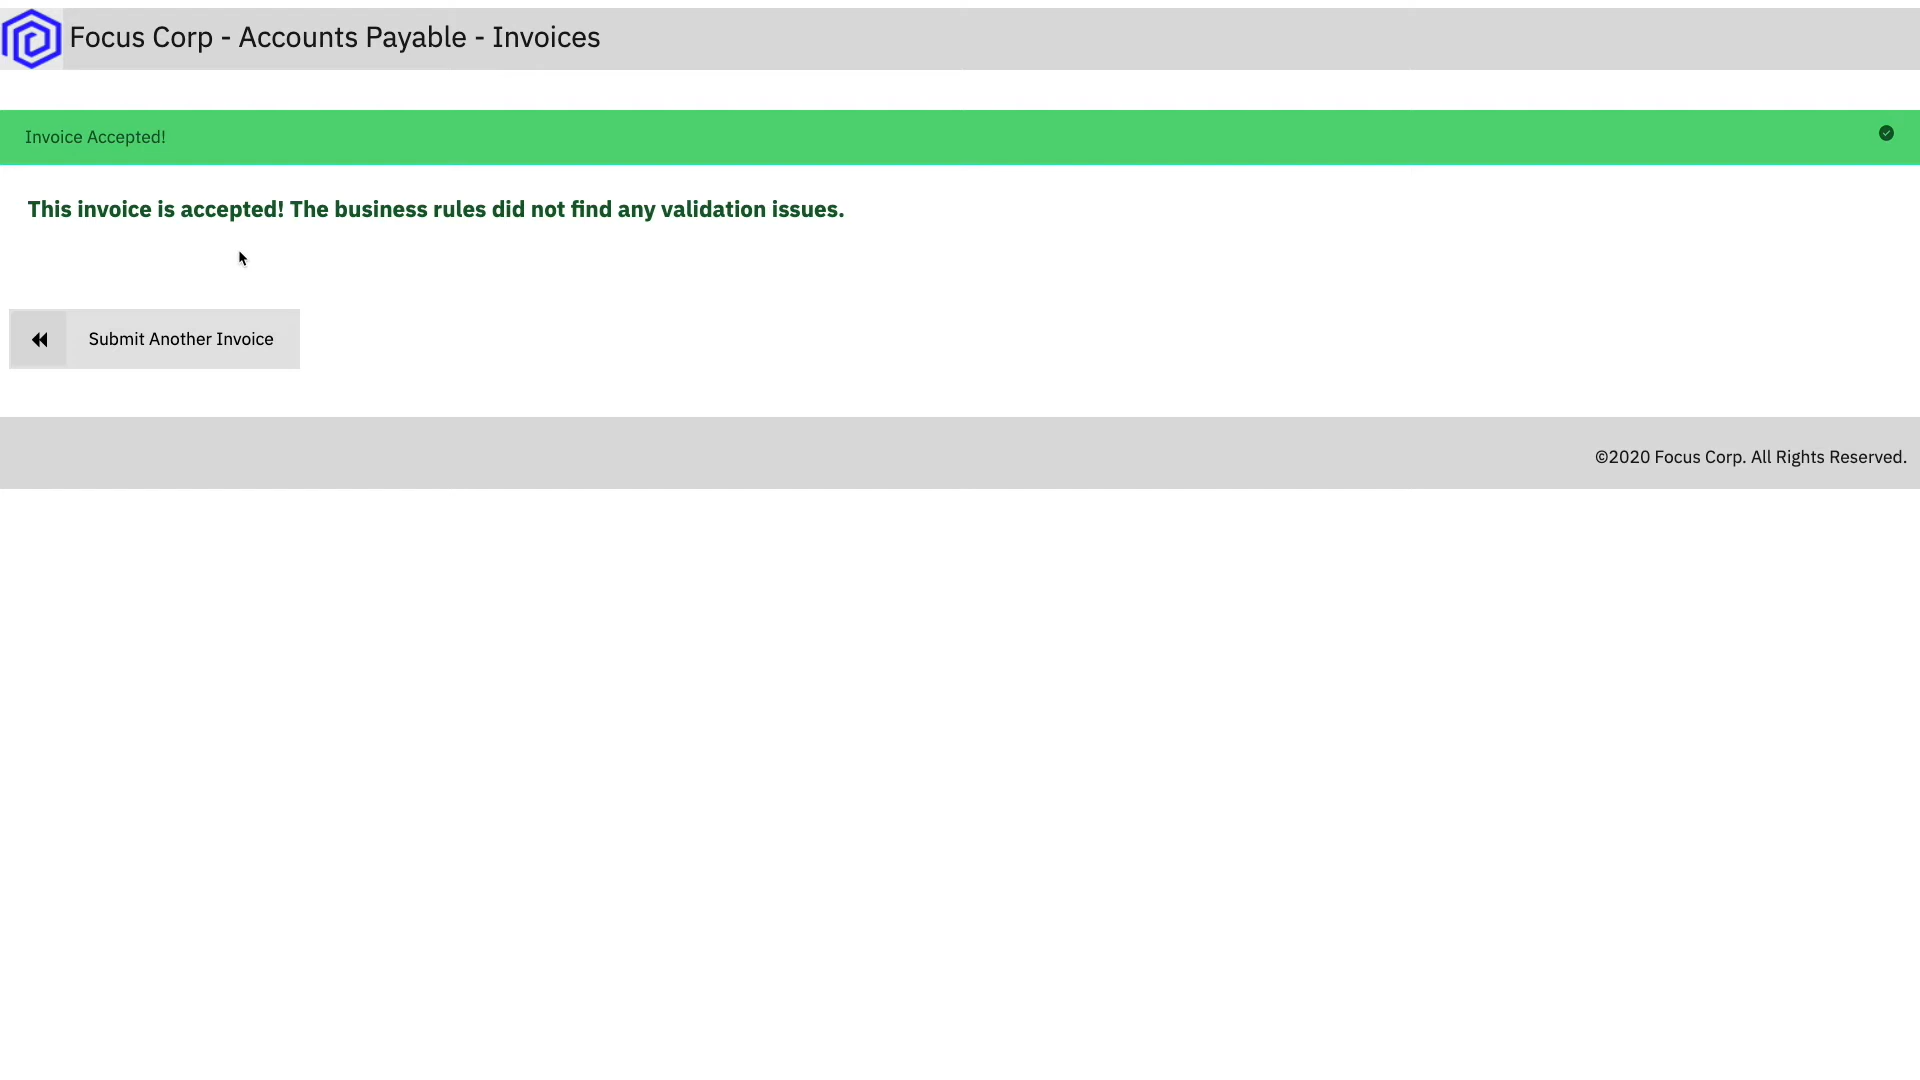 Focus Corp - Accounts Payable - Invoices
Invoice Accepted!
This invoice is accepted! The business rules did not find any validation issues.
Submit Another Invoice
©2020 Focus Corp. All Rights Reserved.